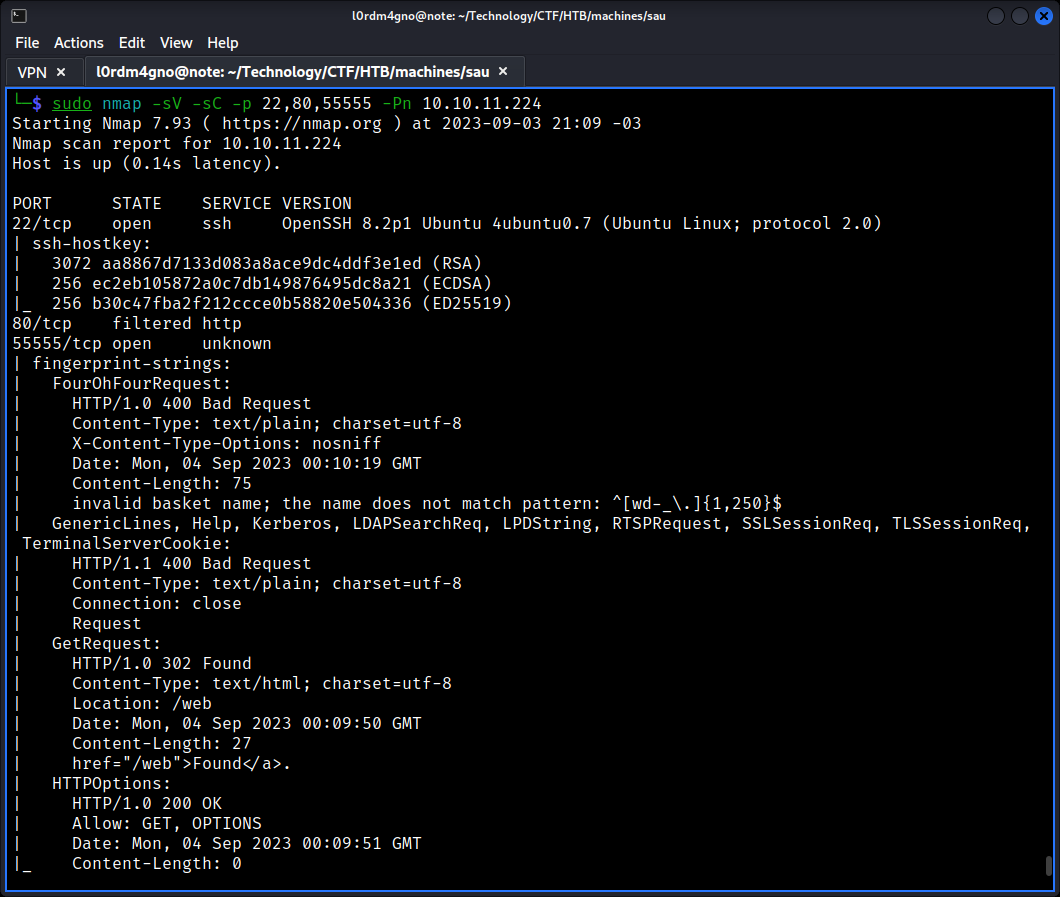 l0rdm4gno@note: ~/Technology/CTF/HTB/machines/sau
File Actions Edit View Help
VPN × l0rdm4gno@note: ~/Technology/CTF/HTB/machines/sau ×
└─$ sudo nmap -sV -sC -p 22,80,55555 -Pn 10.10.11.224
Starting Nmap 7.93 ( https://nmap.org ) at 2023-09-03 21:09 -03
Nmap scan report for 10.10.11.224
Host is up (0.14s latency).
PORT      STATE    SERVICE VERSION
22/tcp    open     ssh     OpenSSH 8.2p1 Ubuntu 4ubuntu0.7 (Ubuntu Linux; protocol 2.0)
| ssh-hostkey:
|   3072 aa8867d7133d083a8ace9dc4ddf3e1ed (RSA)
|   256 ec2eb105872a0c7db149876495dc8a21 (ECDSA)
|_  256 b30c47fba2f212ccce0b58820e504336 (ED25519)
80/tcp    filtered http
55555/tcp open     unknown
| fingerprint-strings:
|   FourOhFourRequest:
|     HTTP/1.0 400 Bad Request
|     Content-Type: text/plain; charset=utf-8
|     X-Content-Type-Options: nosniff
|     Date: Mon, 04 Sep 2023 00:10:19 GMT
|     Content-Length: 75
|     invalid basket name; the name does not match pattern: ^[wd-_\.]{1,250}$
|   GenericLines, Help, Kerberos, LDAPSearchReq, LPDString, RTSPRequest, SSLSessionReq, TLSSessionReq,
 TerminalServerCookie:
|     HTTP/1.1 400 Bad Request
|     Content-Type: text/plain; charset=utf-8
|     Connection: close
|     Request
|   GetRequest:
|     HTTP/1.0 302 Found
|     Content-Type: text/html; charset=utf-8
|     Location: /web
|     Date: Mon, 04 Sep 2023 00:09:50 GMT
|     Content-Length: 27
|     href="/web">Found</a>.
|   HTTPOptions:
|     HTTP/1.0 200 OK
|     Allow: GET, OPTIONS
|     Date: Mon, 04 Sep 2023 00:09:51 GMT
|_    Content-Length: 0